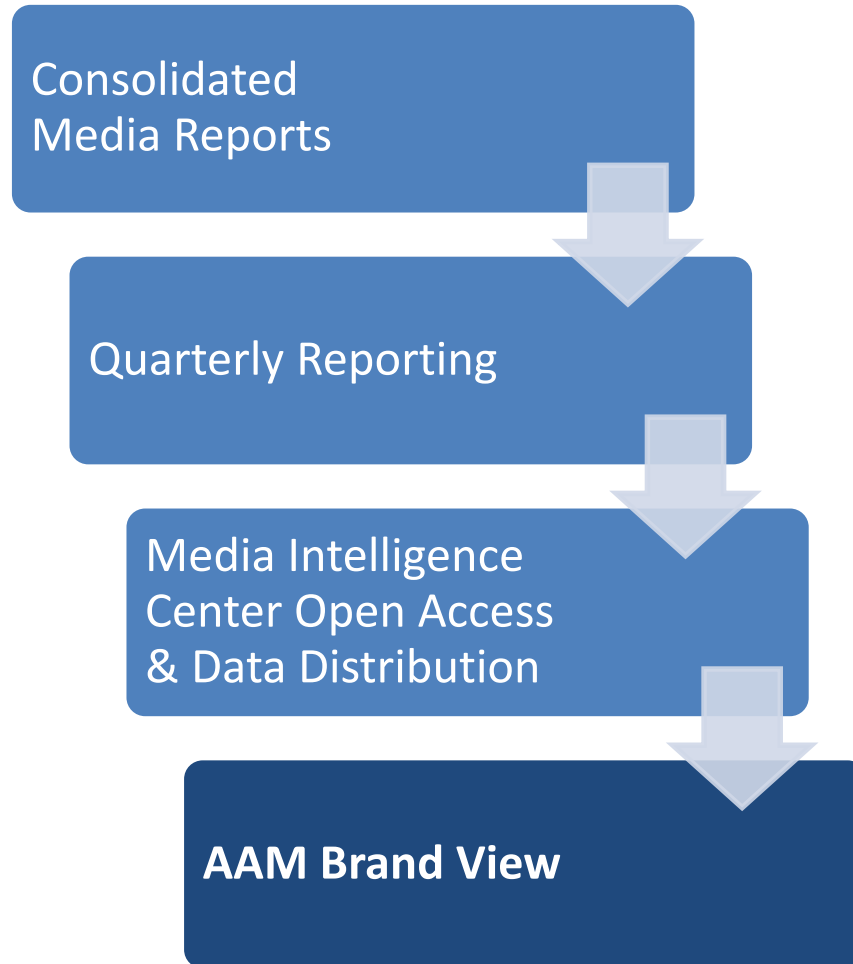 Consolidated
Media Reports
Quarterly Reporting
Media Intelligence
Center Open Access
& Data Distribution
AAM Brand View